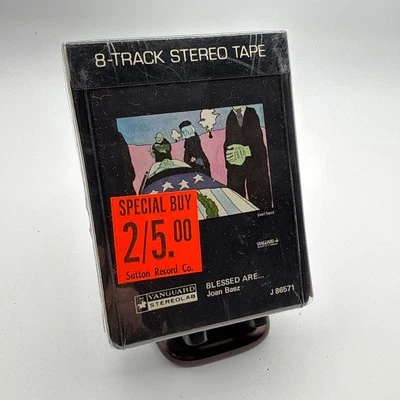 8-TRACK STEREO TAPE
SPECIAL BUY
2/5.00
Sutton Record Co.
VANGUARD
VANGUARD
STEREOLAB
BLESSED ARE...
Joan Baez
J 86571